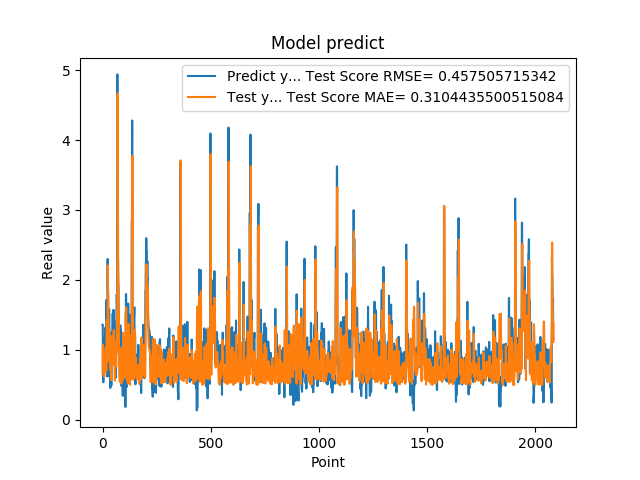 Model predict
Predict y... Test Score RMSE= 0.457505715342
Test y... Test Score MAE= 0.3104435500515084
5
4
3
2
1
0
Real value
0 500 1000 1500 2000
Point